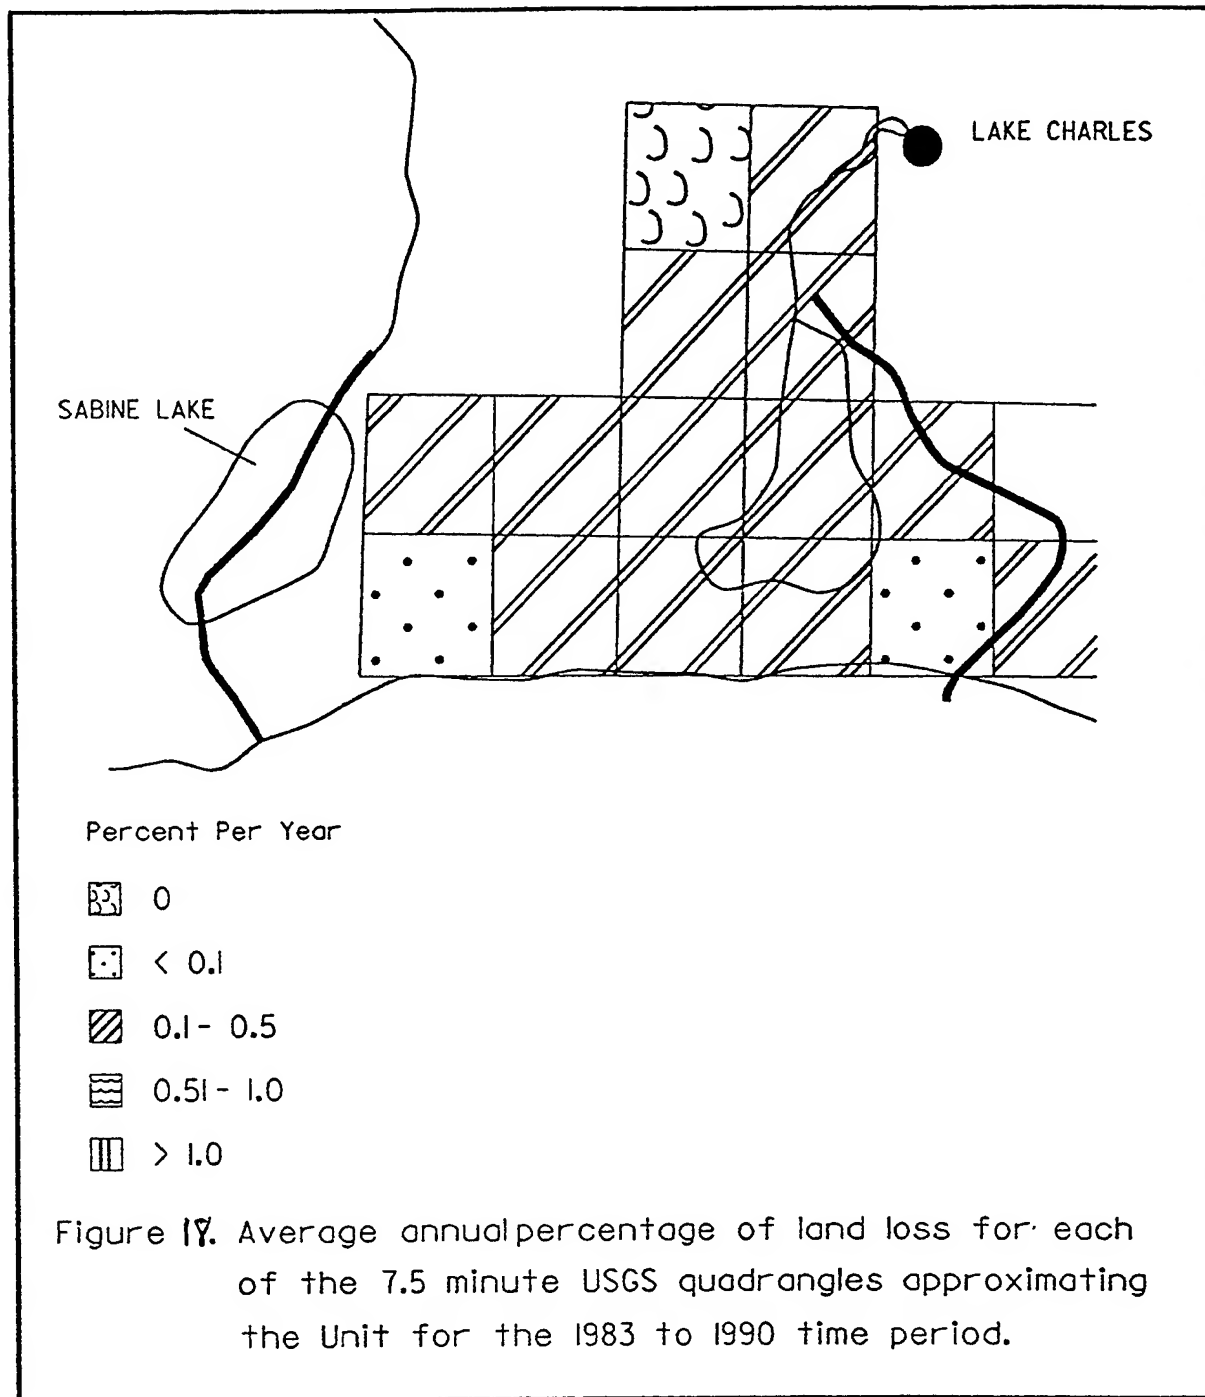 LAKE CHARLES
SABINE LAKE
Percent Per Year
0
< 0.1
0.1 - 0.5
0.51 - 1.0
> 1.0
Figure Average annual percentage of land loss for each
of the 7.5 minute USGS quadrangles approximating
the Unit for the 1983 to 1990 time period.